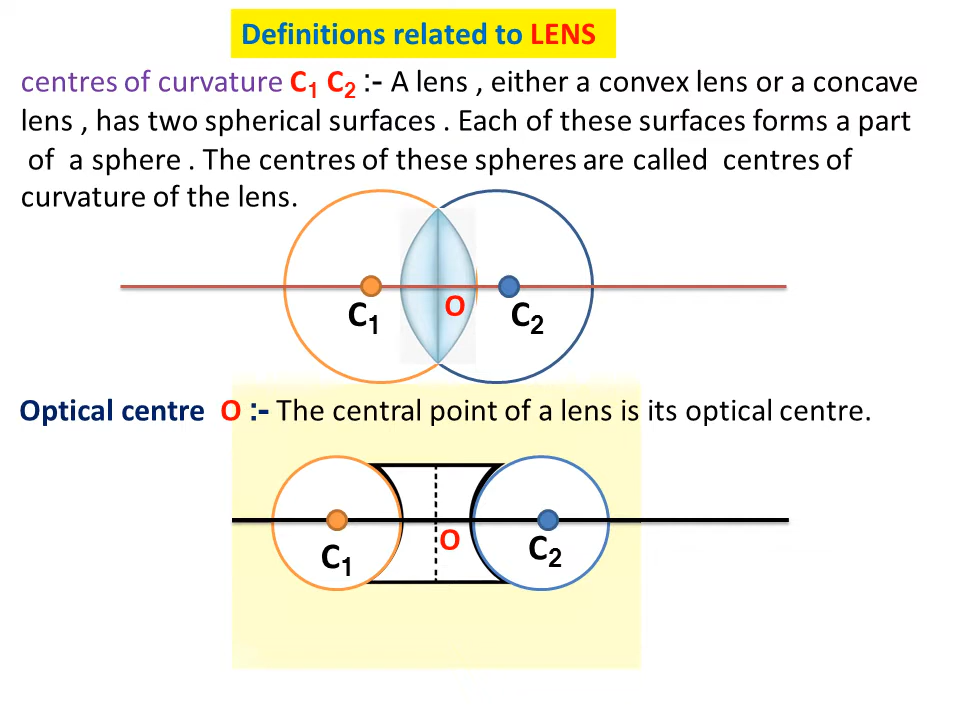 Definitions related to LENS
centres of curvature C₁ C₂ :- A lens , either a convex lens or a concave
lens , has two spherical surfaces . Each of these surfaces forms a part
of a sphere . The centres of these spheres are called centres of
curvature of the lens.
C₁ O C₂
Optical centre O :- The central point of a lens is its optical centre.
C₁ O C₂